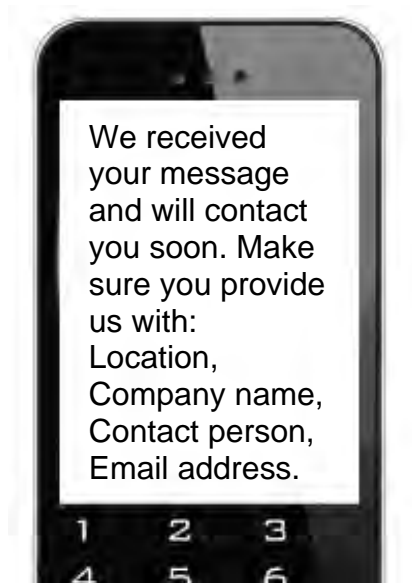 We received
your message
and will contact
you soon. Make
sure you provide
us with:
Location,
Company name,
Contact person,
Email address.
1 2 3
4 5 6